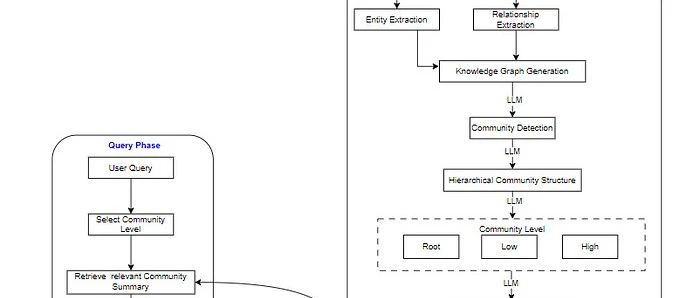 Entity Extraction
Relationship
Extraction
Knowledge Graph Generation
LLM
Community Detection
LLM
Hierarchical Community Structure
LLM
Community Level
Root
Low
High
LLM
Query Phase
User Query
Select Community
Level
Retrieve relevant Community
Summary